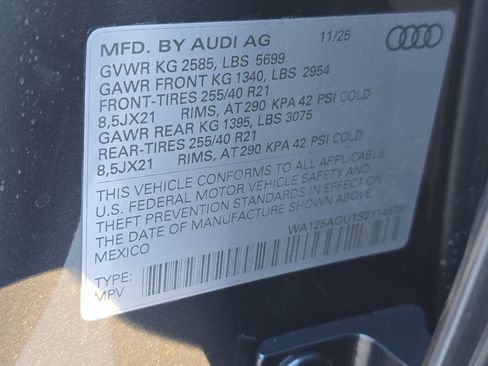 MFD. BY AUDI AG 11/25
GVWR KG 2585, LBS 5699
GAWR FRONT KG 1340, LBS 2954
FRONT-TIRES 255/40 R21
8,5JX21 RIMS, AT 290 KPA 42 PSI COLD
GAWR REAR KG 1395, LBS 3075
REAR-TIRES 255/40 R21
8,5JX21 RIMS, AT 290 KPA 42 PSI COLD
THIS VEHICLE CONFORMS TO ALL APPLICABLE
U.S. FEDERAL MOTOR VEHICLE SAFETY AND
THEFT PREVENTION STANDARDS IN EFFECT ON
THE DATE OF MANUFACTURE SHOWN ABOVE.
MEXICO
WA125AGU1S2114678
TYPE:
MPV